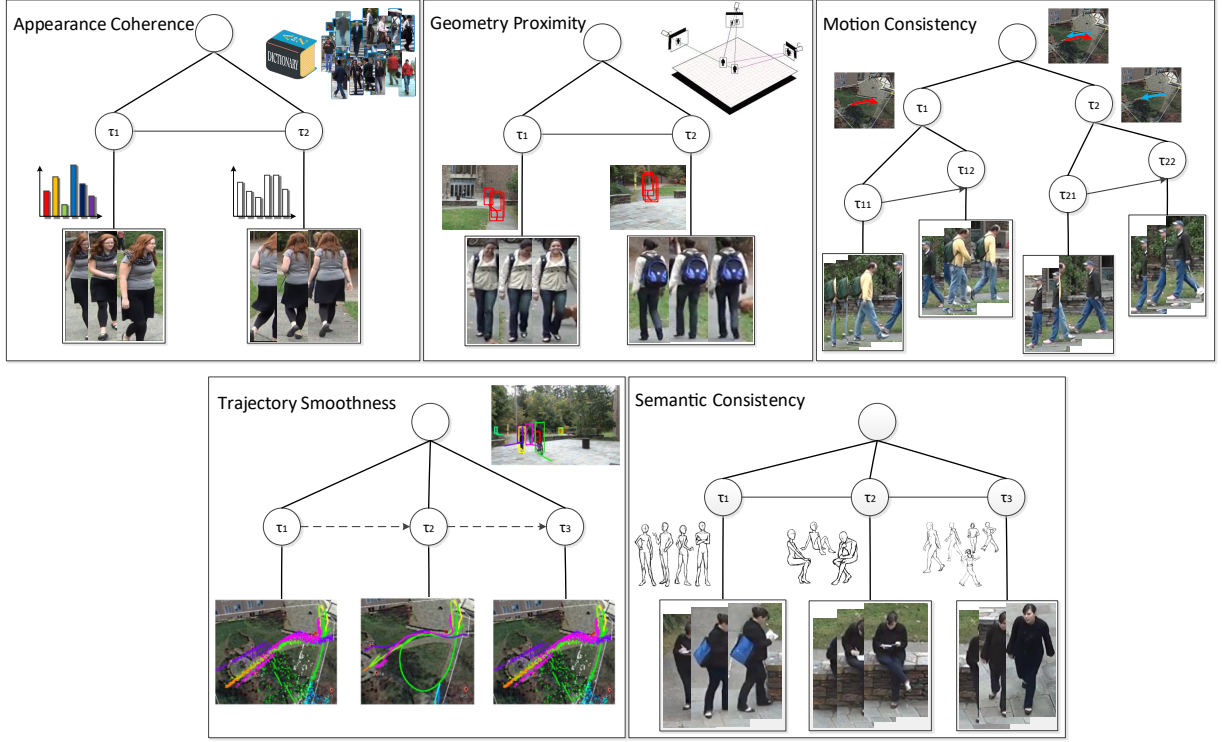 Appearance Coherence
DICTIONARY
τ1
τ2
Geometry Proximity
τ1
τ2
Motion Consistency
τ1
τ2
τ11
τ12
τ21
τ22
Trajectory Smoothness
τ1
τ2
τ3
Semantic Consistency
τ1
τ2
τ3